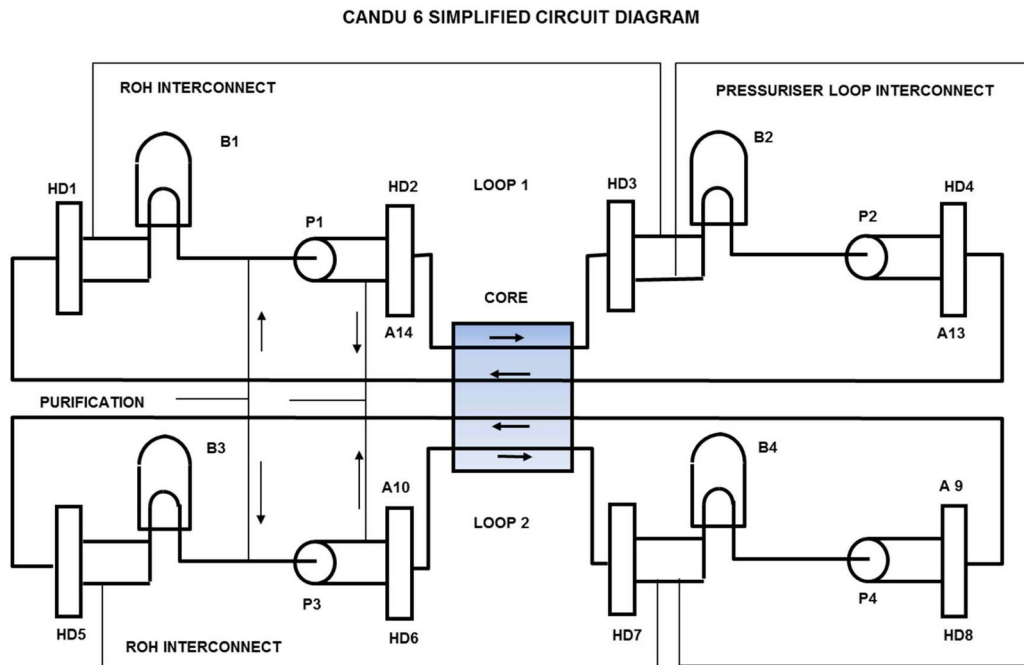 CANDU 6 SIMPLIFIED CIRCUIT DIAGRAM
ROH INTERCONNECT
PRESSURISER LOOP INTERCONNECT
B1
B2
HD1
HD2
LOOP 1
HD3
HD4
P1
P2
CORE
A14
A13
PURIFICATION
B3
B4
A10
A 9
LOOP 2
P3
P4
HD5
HD6
HD7
HD8
ROH INTERCONNECT